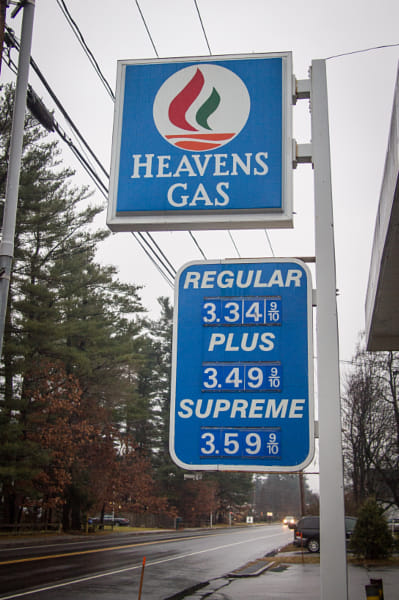 HEAVENS
GAS
REGULAR
3.34 9/10
PLUS
3.49 9/10
SUPREME
3.59 9/10